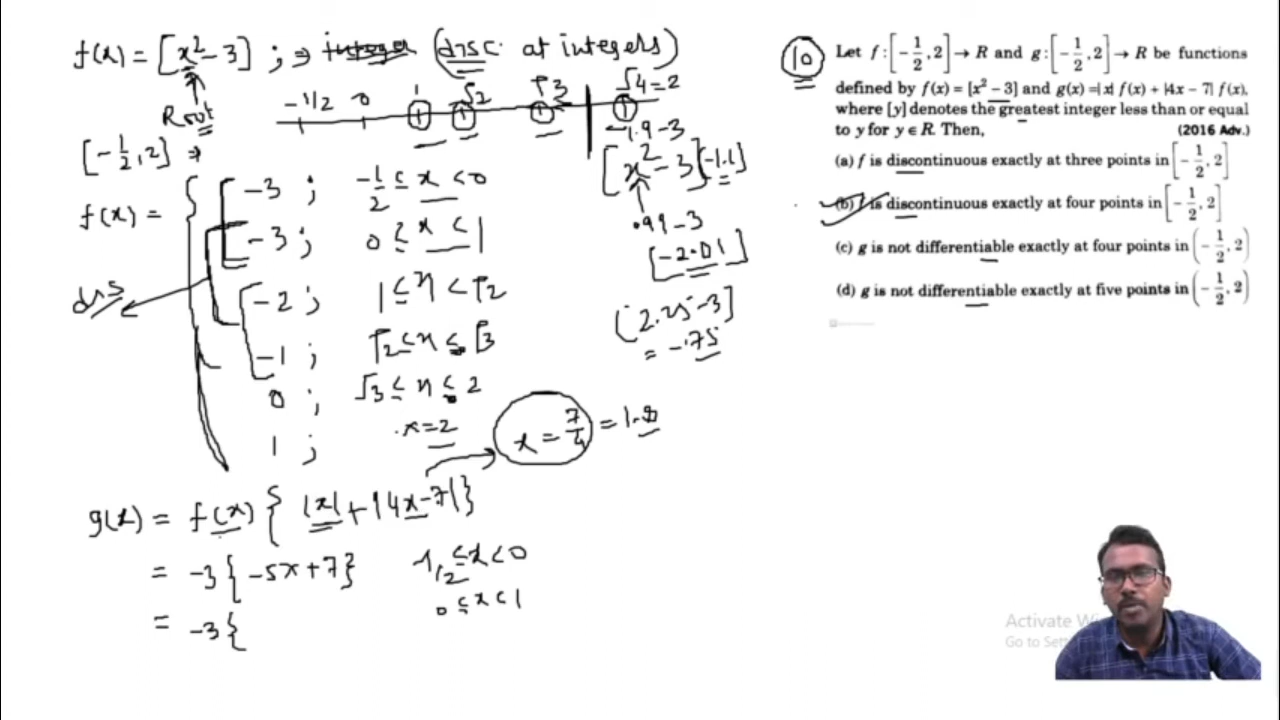 f(x) = [x² - 3] ; ⇒ (disc. at integers)
Root
-1/2 0 1 √2 √3 √4 = 2
[-1/2, 2] ⇒
f(x) =
-3 ; -1/2 ≤ x < 0
-3 ; 0 ≤ x < 1
-2 ; 1 ≤ x < √2
-1 ; √2 ≤ x < √3
0 ; √3 ≤ x < 2
1 ; x = 2
dis
1.9 - 3
[x² - 3] [-1.1]
.99 - 3
[-2.01]
[2.25 - 3]
= -.75
x = 7/4 = 1.
g(x) = f(x) { |x| + |4x - 7| }
= -3 { -5x + 7 } -1/2 ≤ x < 0
= -3 { 0 ≤ x < 1
10 Let f : [-1/2, 2] → R and g : [-1/2, 2] → R be functions
defined by f(x) = [x² - 3] and g(x) = |x| f(x) + |4x - 7| f(x),
where [y] denotes the greatest integer less than or equal
to y for y ∈ R. Then, (2016 Adv.)
(a) f is discontinuous exactly at three points in [-1/2, 2]
(b) f is discontinuous exactly at four points in [-1/2, 2]
(c) g is not differentiable exactly at four points in (-1/2, 2)
(d) g is not differentiable exactly at five points in (-1/2, 2)
Activate
Go to